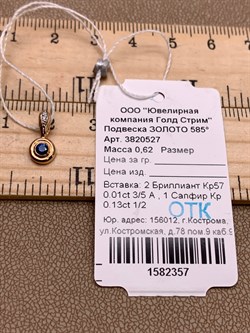 ООО "Ювелирная
компания Голд Стрим"
Подвеска ЗОЛОТО 585°
Арт. 3820527
Масса 0,62 Размер
Цена за гр.
Цена изд.
Вставка: 2 Бриллиант Кр57
0.01ct 3/5 А , 1 Сапфир Кр
0.13ct 1/2
ОТК
Юр. адрес: 156012, г.Кострома,
ул.Костромская, д.78 пом.9 каб.9
1582357